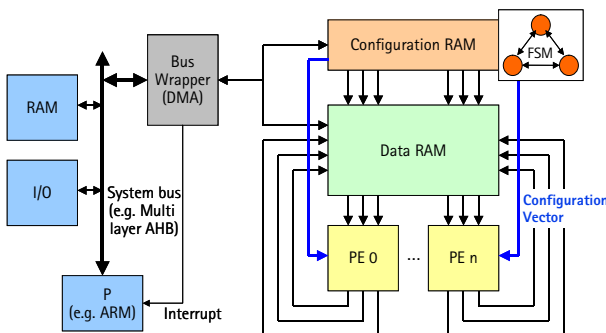 Bus
Wrapper
(DMA)
Configuration RAM
FSM
RAM
Data RAM
I/O
System bus
(e.g. Multi
layer AHB)
Configuration
Vector
PE 0
...
PE n
P
(e.g. ARM)
Interrupt